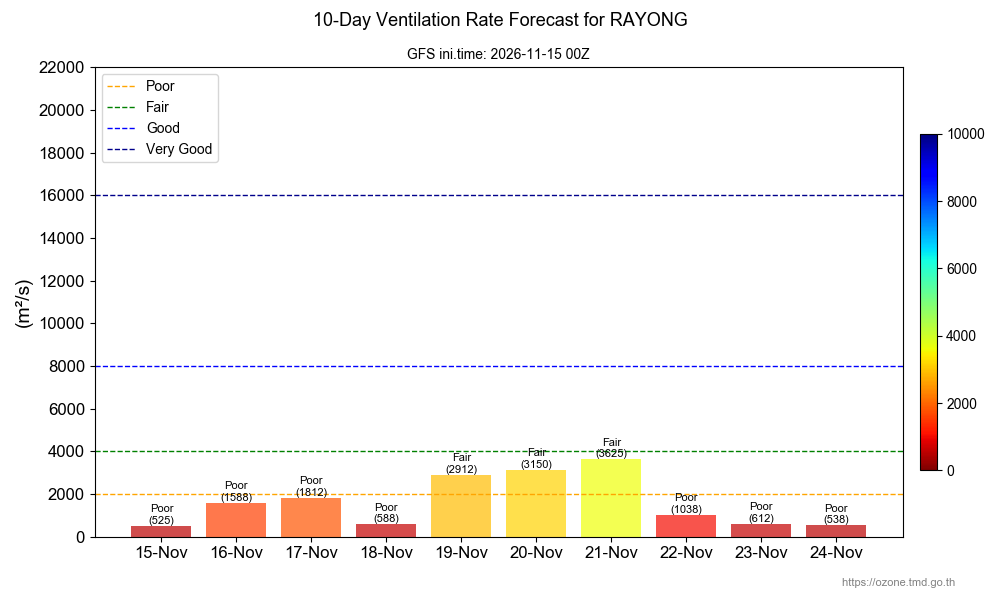 10-Day Ventilation Rate Forecast for RAYONG
GFS ini.time: 2026-11-15 00Z
22000
20000
18000
16000
14000
12000
10000
8000
6000
4000
2000
0
(m²/s)
Poor
Fair
Good
Very Good
Poor
(525)
Poor
(1588)
Poor
(1812)
Poor
(588)
Fair
(2912)
Fair
(3150)
Fair
(3625)
Poor
(1038)
Poor
(612)
Poor
(538)
15-Nov
16-Nov
17-Nov
18-Nov
19-Nov
20-Nov
21-Nov
22-Nov
23-Nov
24-Nov
10000
8000
6000
4000
2000
0
https://ozone.tmd.go.th